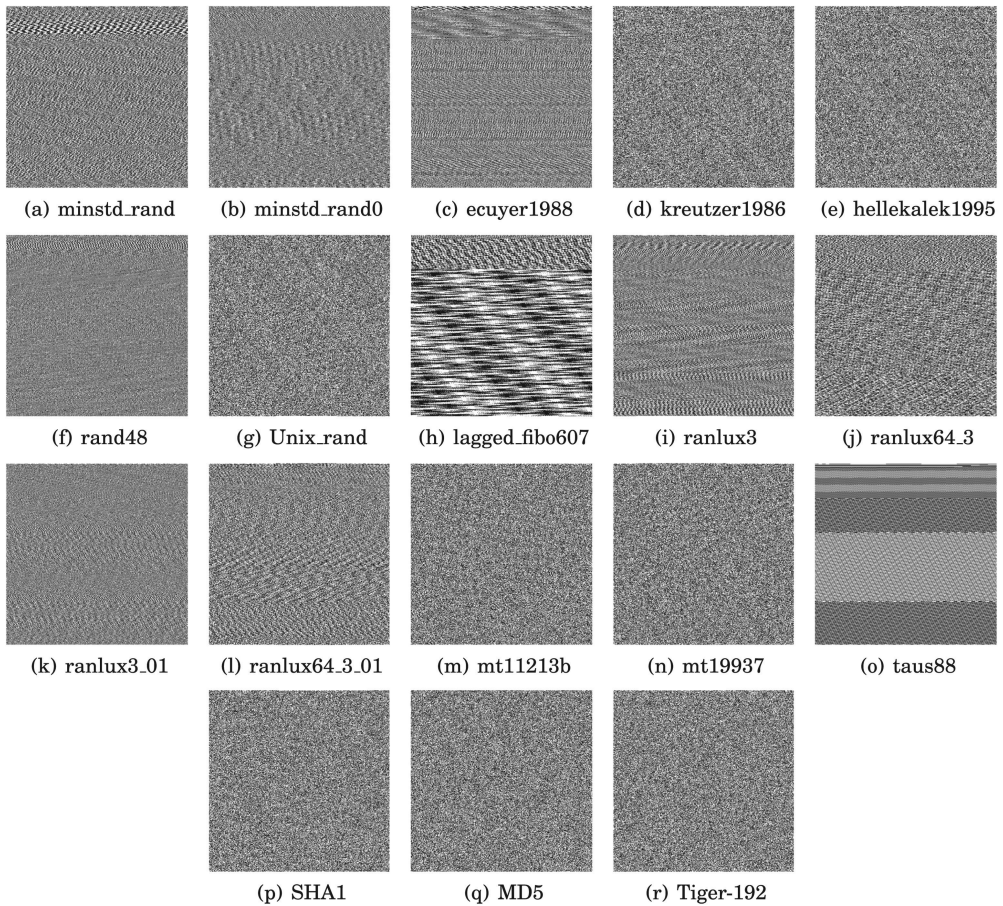 (a) minstd_rand (b) minstd_rand0 (c) ecuyer1988 (d) kreutzer1986 (e) hellekalek1995
(f) rand48 (g) Unix_rand (h) lagged_fibo607 (i) ranlux3 (j) ranlux64_3
(k) ranlux3_01 (l) ranlux64_3_01 (m) mt11213b (n) mt19937 (o) taus88
(p) SHA1 (q) MD5 (r) Tiger-192